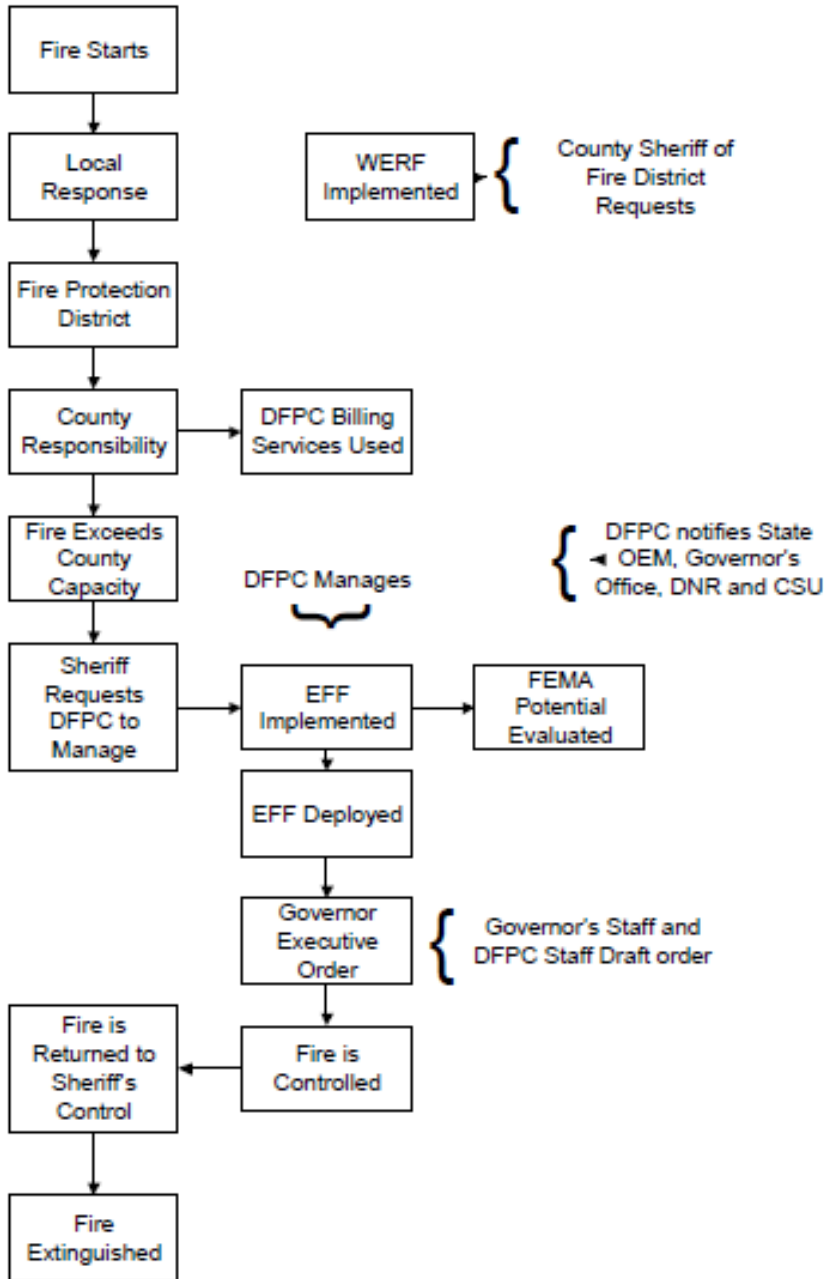 Fire Starts
Local
Response
WERF
Implemented
County Sheriff of
Fire District
Requests
Fire Protection
District
County
Responsibility
DFPC Billing
Services Used
Fire Exceeds
County
Capacity
DFPC Manages
DFPC notifies State
OEM, Governor's
Office, DNR and CSU
Sheriff
Requests
DFPC to
Manage
EFF
Implemented
FEMA
Potential
Evaluated
EFF Deployed
Governor
Executive
Order
Governor's Staff and
DFPC Staff Draft order
Fire is
Returned to
Sheriff's
Control
Fire is
Controlled
Fire
Extinguished